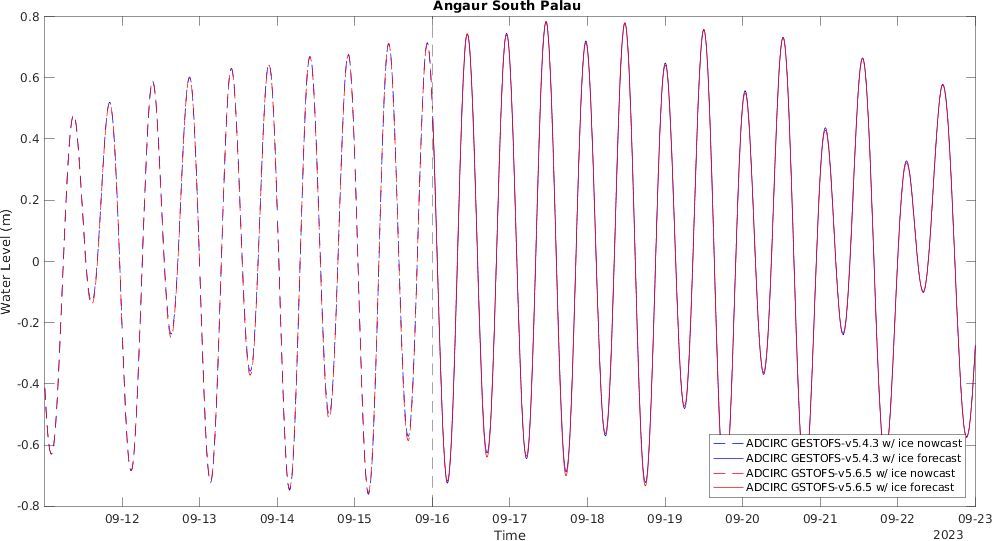 Angaur South Palau
0.8
0.6
0.4
0.2
0
-0.2
-0.4
-0.6
-0.8
Water Level (m)
ADCIRC GESTOFS-v5.4.3 w/ ice nowcast
ADCIRC GESTOFS-v5.4.3 w/ ice forecast
ADCIRC GSTOFS-v5.6.5 w/ ice nowcast
ADCIRC GSTOFS-v5.6.5 w/ ice forecast
09-12 09-13 09-14 09-15 09-16 09-17 09-18 09-19 09-20 09-21 09-22 09-23
Time
2023